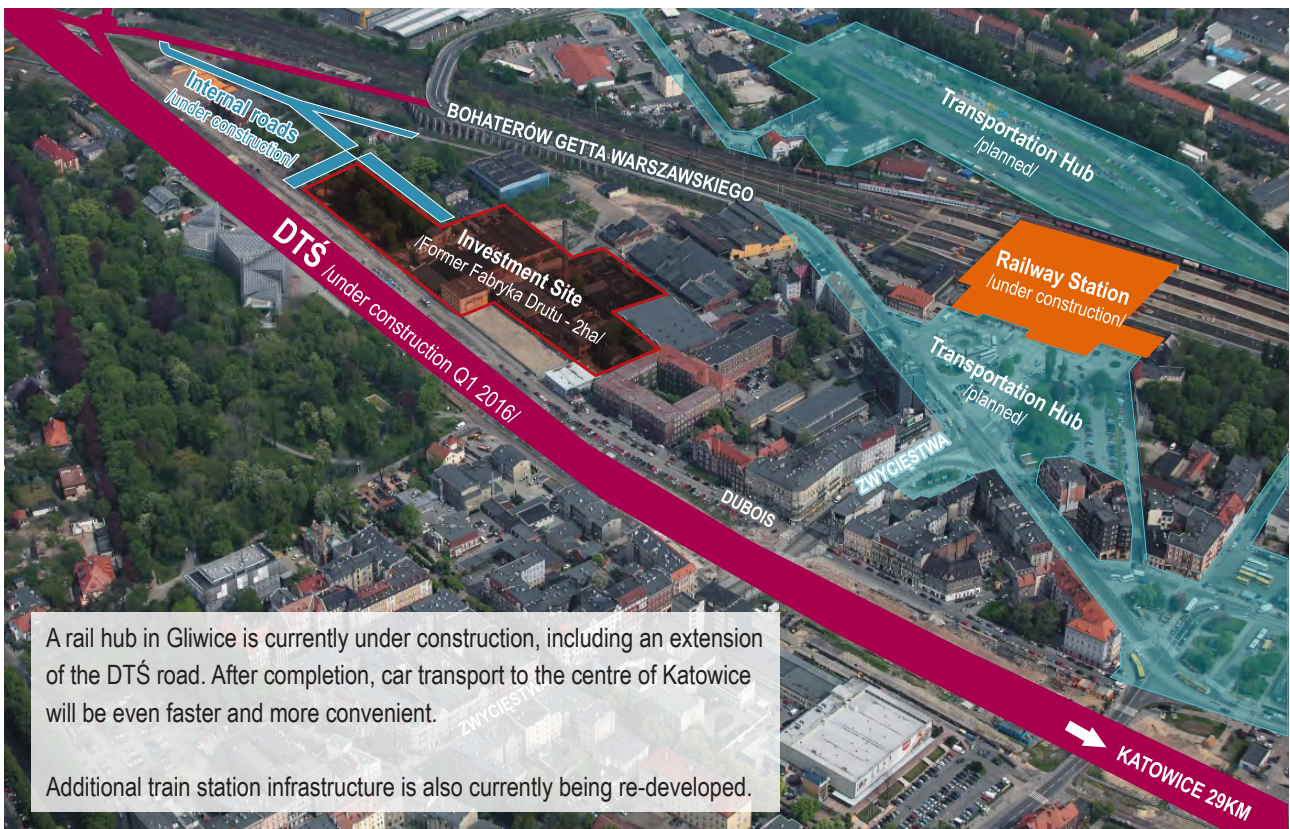 Internal roads
/under construction/
BOHATERÓW GETTA WARSZAWSKIEGO
Transportation Hub
/planned/
DTŚ /under construction Q1 2016/
Investment Site
/Former Fabryka Drutu - 2ha/
Railway Station
/under construction/
Transportation Hub
/planned/
ZWYCIĘSTWA
DUBOIS
A rail hub in Gliwice is currently under construction, including an extension
of the DTŚ road. After completion, car transport to the centre of Katowice
will be even faster and more convenient.
ZWYCIĘSTWA
Additional train station infrastructure is also currently being re-developed.
KATOWICE 29KM